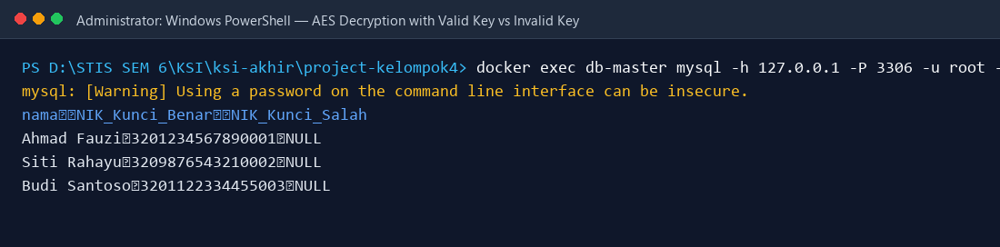 Administrator: Windows PowerShell — AES Decryption with Valid Key vs Invalid Key
PS D:\STIS SEM 6\KSI\ksi-akhir\project-kelompok4> docker exec db-master mysql -h 127.0.0.1 -P 3306 -u root -
mysql: [Warning] Using a password on the command line interface can be insecure.
nama␉␉NIK_Kunci_Benar␉␉NIK_Kunci_Salah
Ahmad Fauzi␉3201234567890001␉NULL
Siti Rahayu␉3209876543210002␉NULL
Budi Santoso␉3201122334455003␉NULL